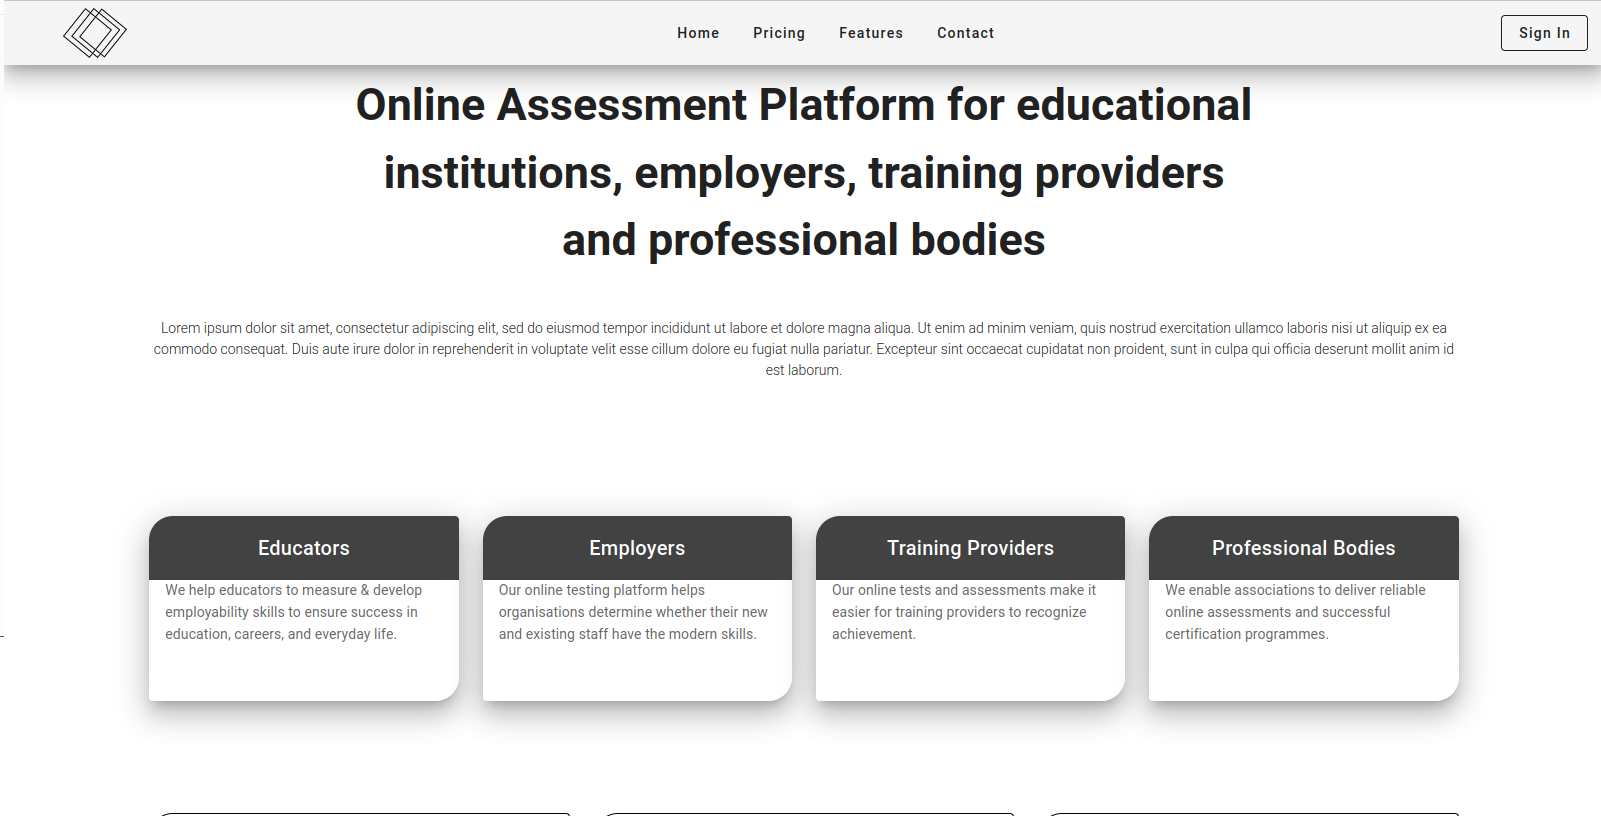 Home Pricing Features Contact Sign In
Online Assessment Platform for educational
institutions, employers, training providers
and professional bodies
Lorem ipsum dolor sit amet, consectetur adipiscing elit, sed do eiusmod tempor incididunt ut labore et dolore magna aliqua. Ut enim ad minim veniam, quis nostrud exercitation ullamco laboris nisi ut aliquip ex ea
commodo consequat. Duis aute irure dolor in reprehenderit in voluptate velit esse cillum dolore eu fugiat nulla pariatur. Excepteur sint occaecat cupidatat non proident, sunt in culpa qui officia deserunt mollit anim id
est laborum.
Educators
We help educators to measure & develop
employability skills to ensure success in
education, careers, and everyday life.
Employers
Our online testing platform helps
organisations determine whether their new
and existing staff have the modern skills.
Training Providers
Our online tests and assessments make it
easier for training providers to recognize
achievement.
Professional Bodies
We enable associations to deliver reliable
online assessments and successful
certification programmes.